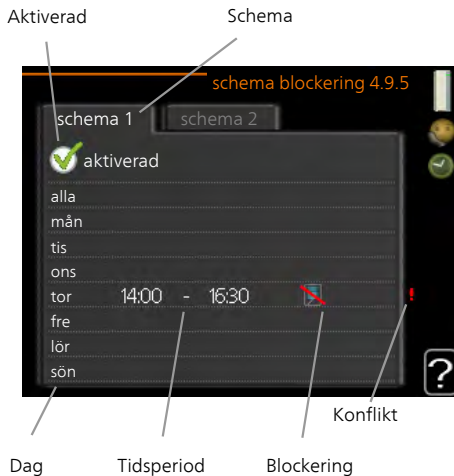 Aktiverad
Schema
schema blockering 4.9.5
schema 1
schema 2
aktiverad
alla
mån
tis
ons
tor 14:00 - 16:30 !
fre
lör
sön
?
Konflikt
Dag
Tidsperiod
Blockering